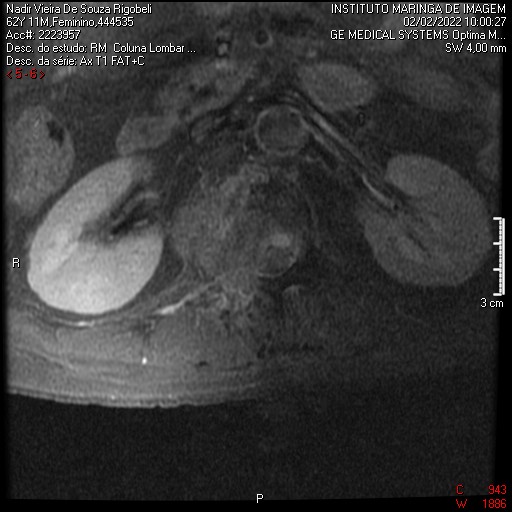 Nadir Vieira De Souza Rigobeli
62Y 11M,Feminino,444535
Acc#: 2223957
Desc. do estudo: RM Coluna Lombar ...
Desc. da série: Ax T1 FAT+C
< 5 - 6 >
INSTITUTO MARINGA DE IMAGEM
02/02/2022 10:00:27
GE MEDICAL SYSTEMS Optima M...
SW 4,00 mm
R
3 cm
P
C 943
W 1886